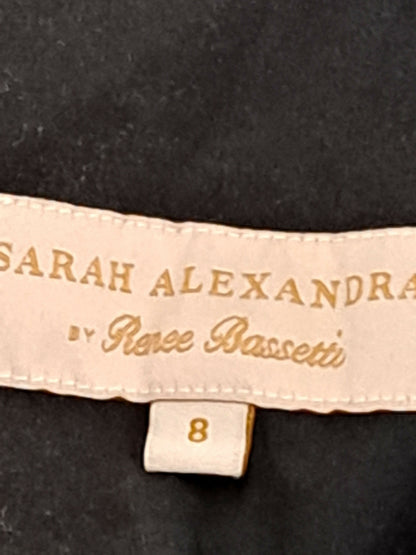 SARAH ALEXANDRA
BY Renee Bassetti
8